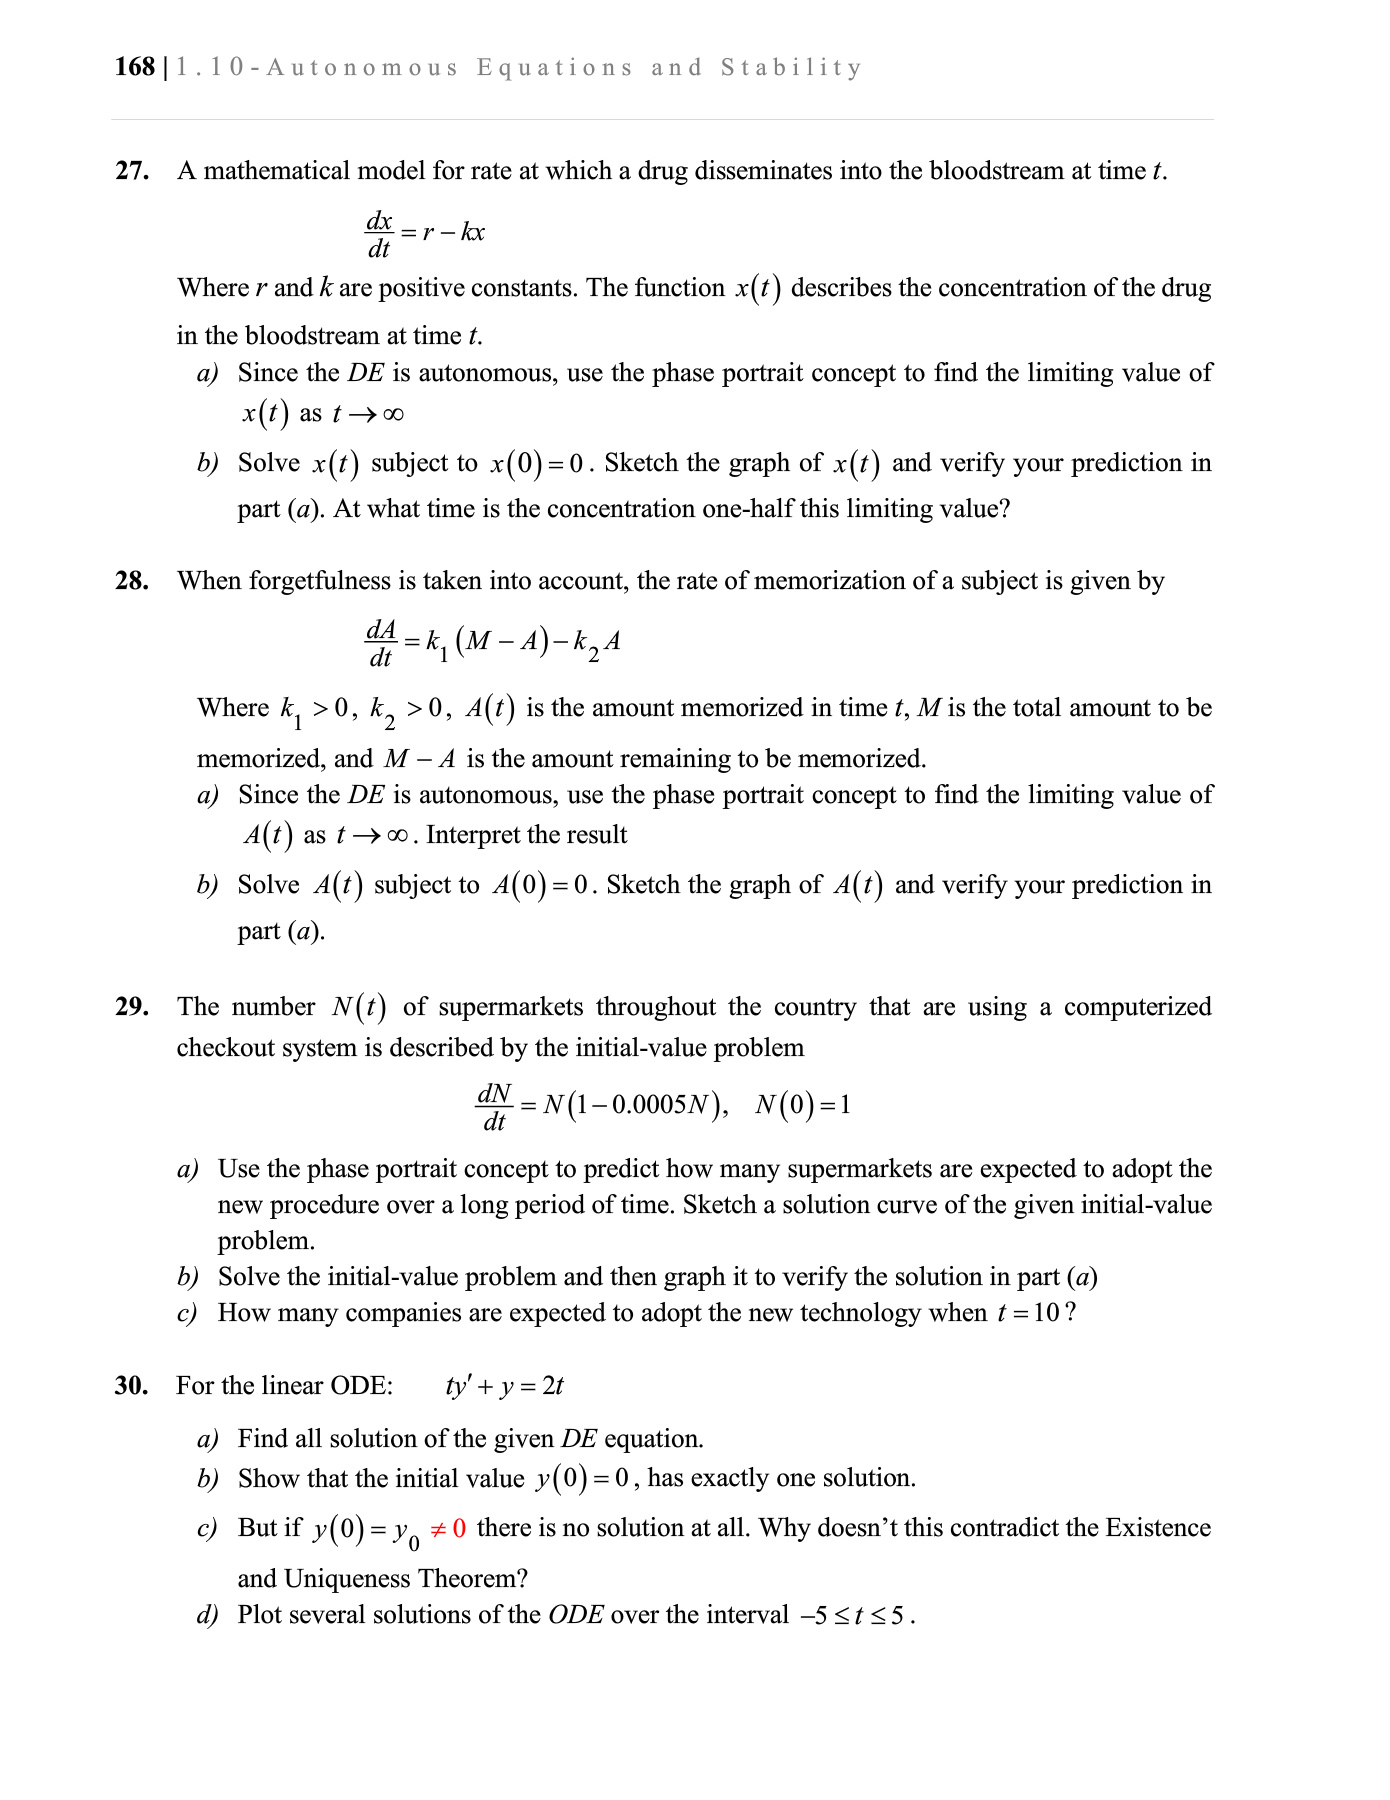 168 | 1.10-Autonomous Equations and Stability
27. A mathematical model for rate at which a drug disseminates into the bloodstream at time t.
dx/dt = r − kx
Where r and k are positive constants. The function x(t) describes the concentration of the drug
in the bloodstream at time t.
a) Since the DE is autonomous, use the phase portrait concept to find the limiting value of
x(t) as t → ∞
b) Solve x(t) subject to x(0) = 0. Sketch the graph of x(t) and verify your prediction in
part (a). At what time is the concentration one-half this limiting value?
28. When forgetfulness is taken into account, the rate of memorization of a subject is given by
dA/dt = k₁(M − A) − k₂A
Where k₁ > 0, k₂ > 0, A(t) is the amount memorized in time t, M is the total amount to be
memorized, and M − A is the amount remaining to be memorized.
a) Since the DE is autonomous, use the phase portrait concept to find the limiting value of
A(t) as t → ∞. Interpret the result
b) Solve A(t) subject to A(0) = 0. Sketch the graph of A(t) and verify your prediction in
part (a).
29. The number N(t) of supermarkets throughout the country that are using a computerized
checkout system is described by the initial-value problem
dN/dt = N(1 − 0.0005N), N(0) = 1
a) Use the phase portrait concept to predict how many supermarkets are expected to adopt the
new procedure over a long period of time. Sketch a solution curve of the given initial-value
problem.
b) Solve the initial-value problem and then graph it to verify the solution in part (a)
c) How many companies are expected to adopt the new technology when t = 10?
30. For the linear ODE: ty′ + y = 2t
a) Find all solution of the given DE equation.
b) Show that the initial value y(0) = 0, has exactly one solution.
c) But if y(0) = y₀ ≠ 0 there is no solution at all. Why doesn’t this contradict the Existence
and Uniqueness Theorem?
d) Plot several solutions of the ODE over the interval −5 ≤ t ≤ 5.